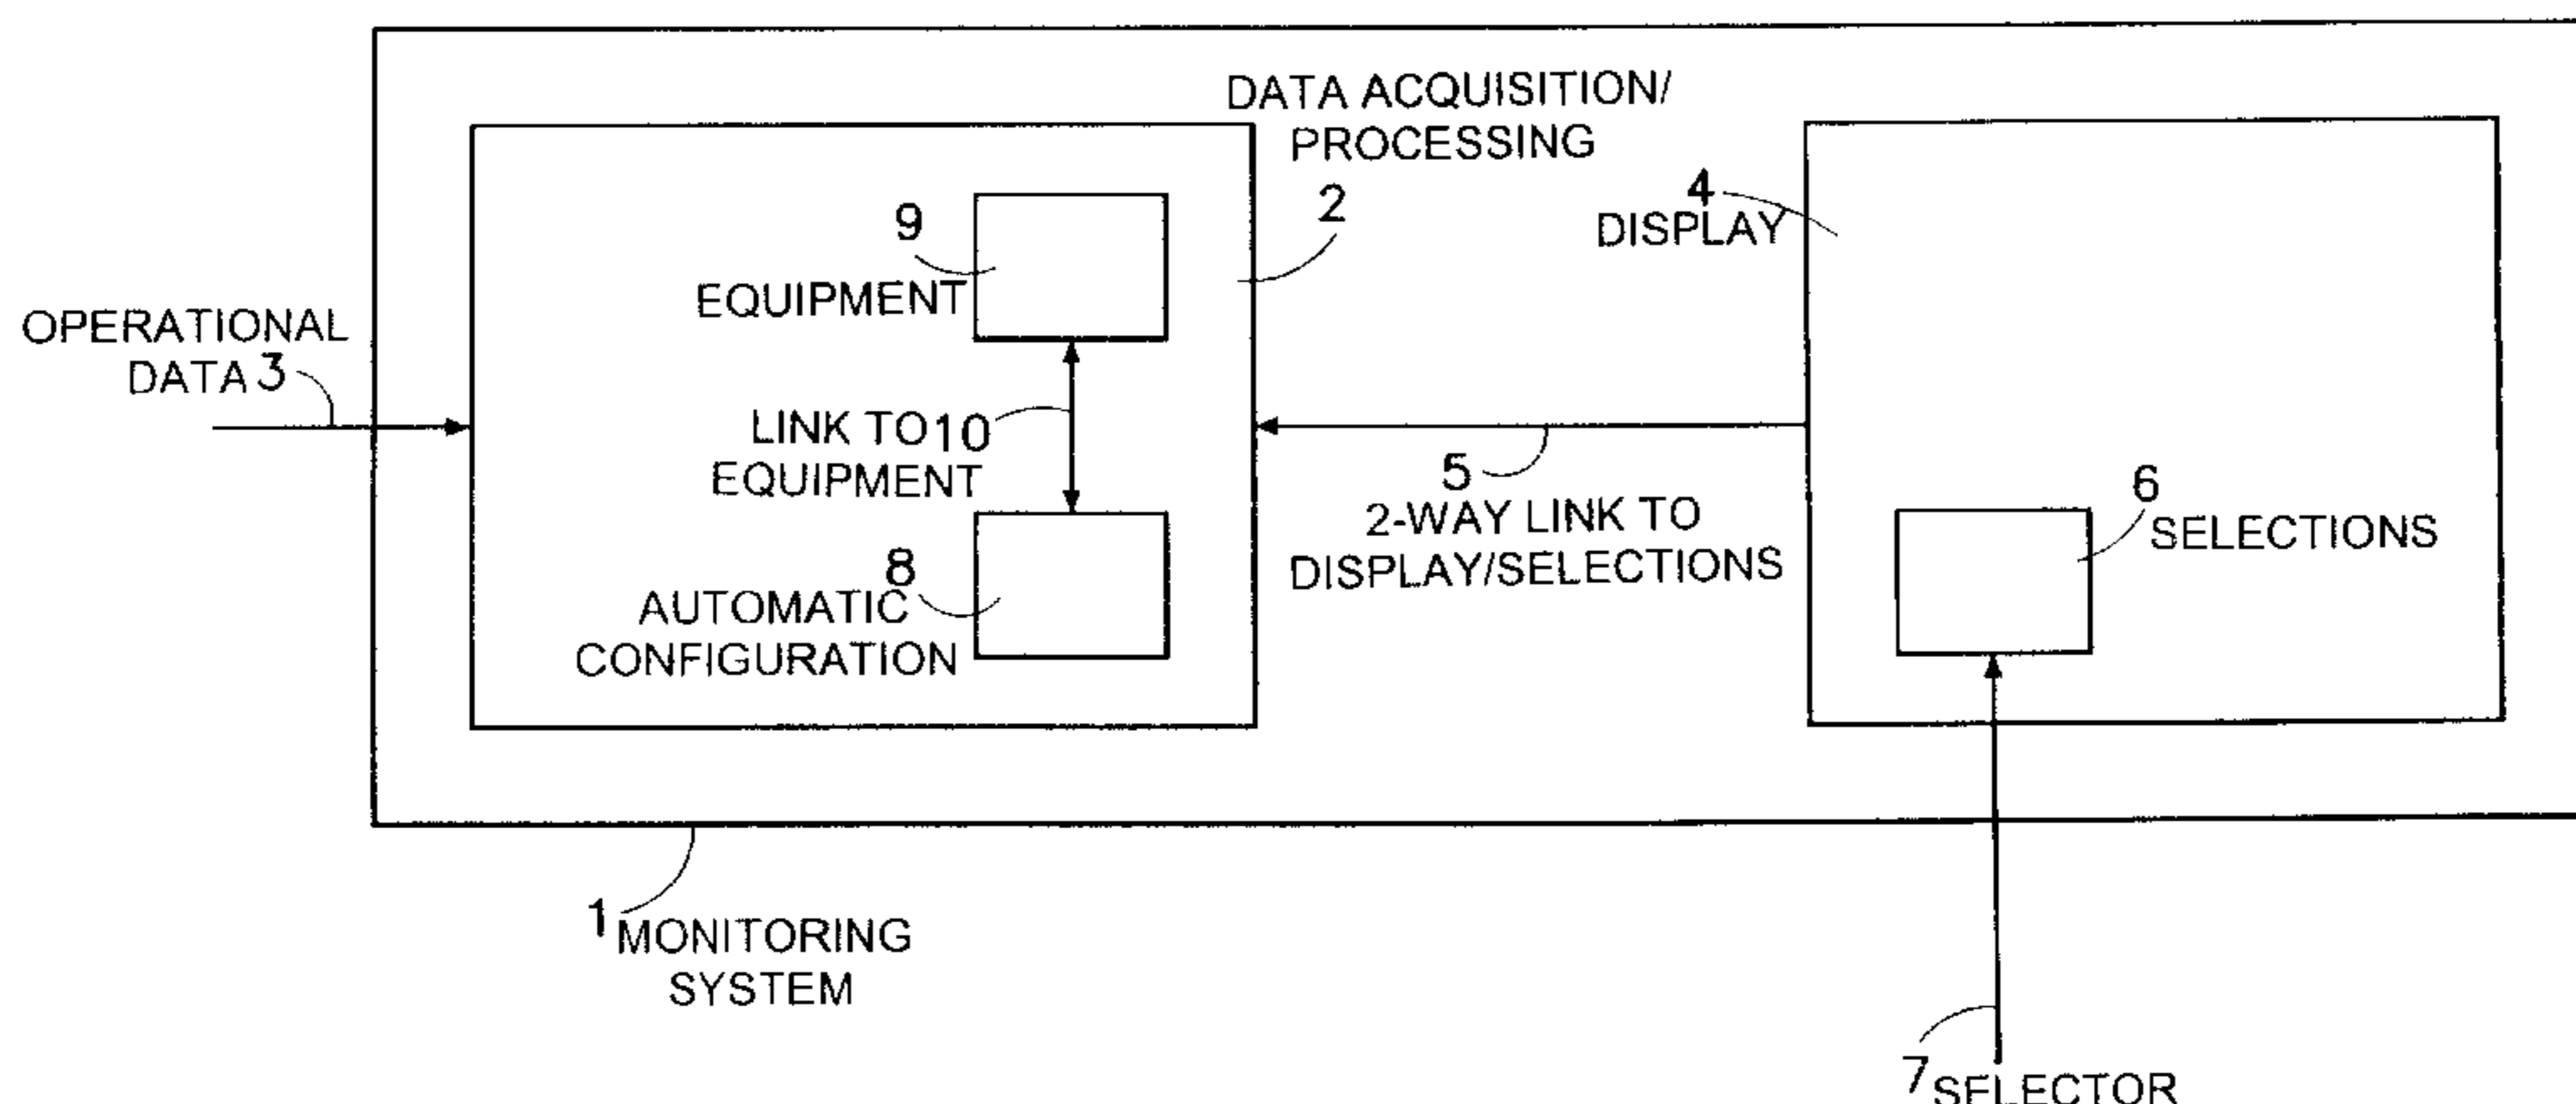 DATA ACQUISITION/
PROCESSING
2
4
DISPLAY
9
EQUIPMENT
OPERATIONAL
DATA 3
LINK TO 10
EQUIPMENT
5
2-WAY LINK TO
DISPLAY/SELECTIONS
6
SELECTIONS
8
AUTOMATIC
CONFIGURATION
1 MONITORING
SYSTEM
7 SELECTOR